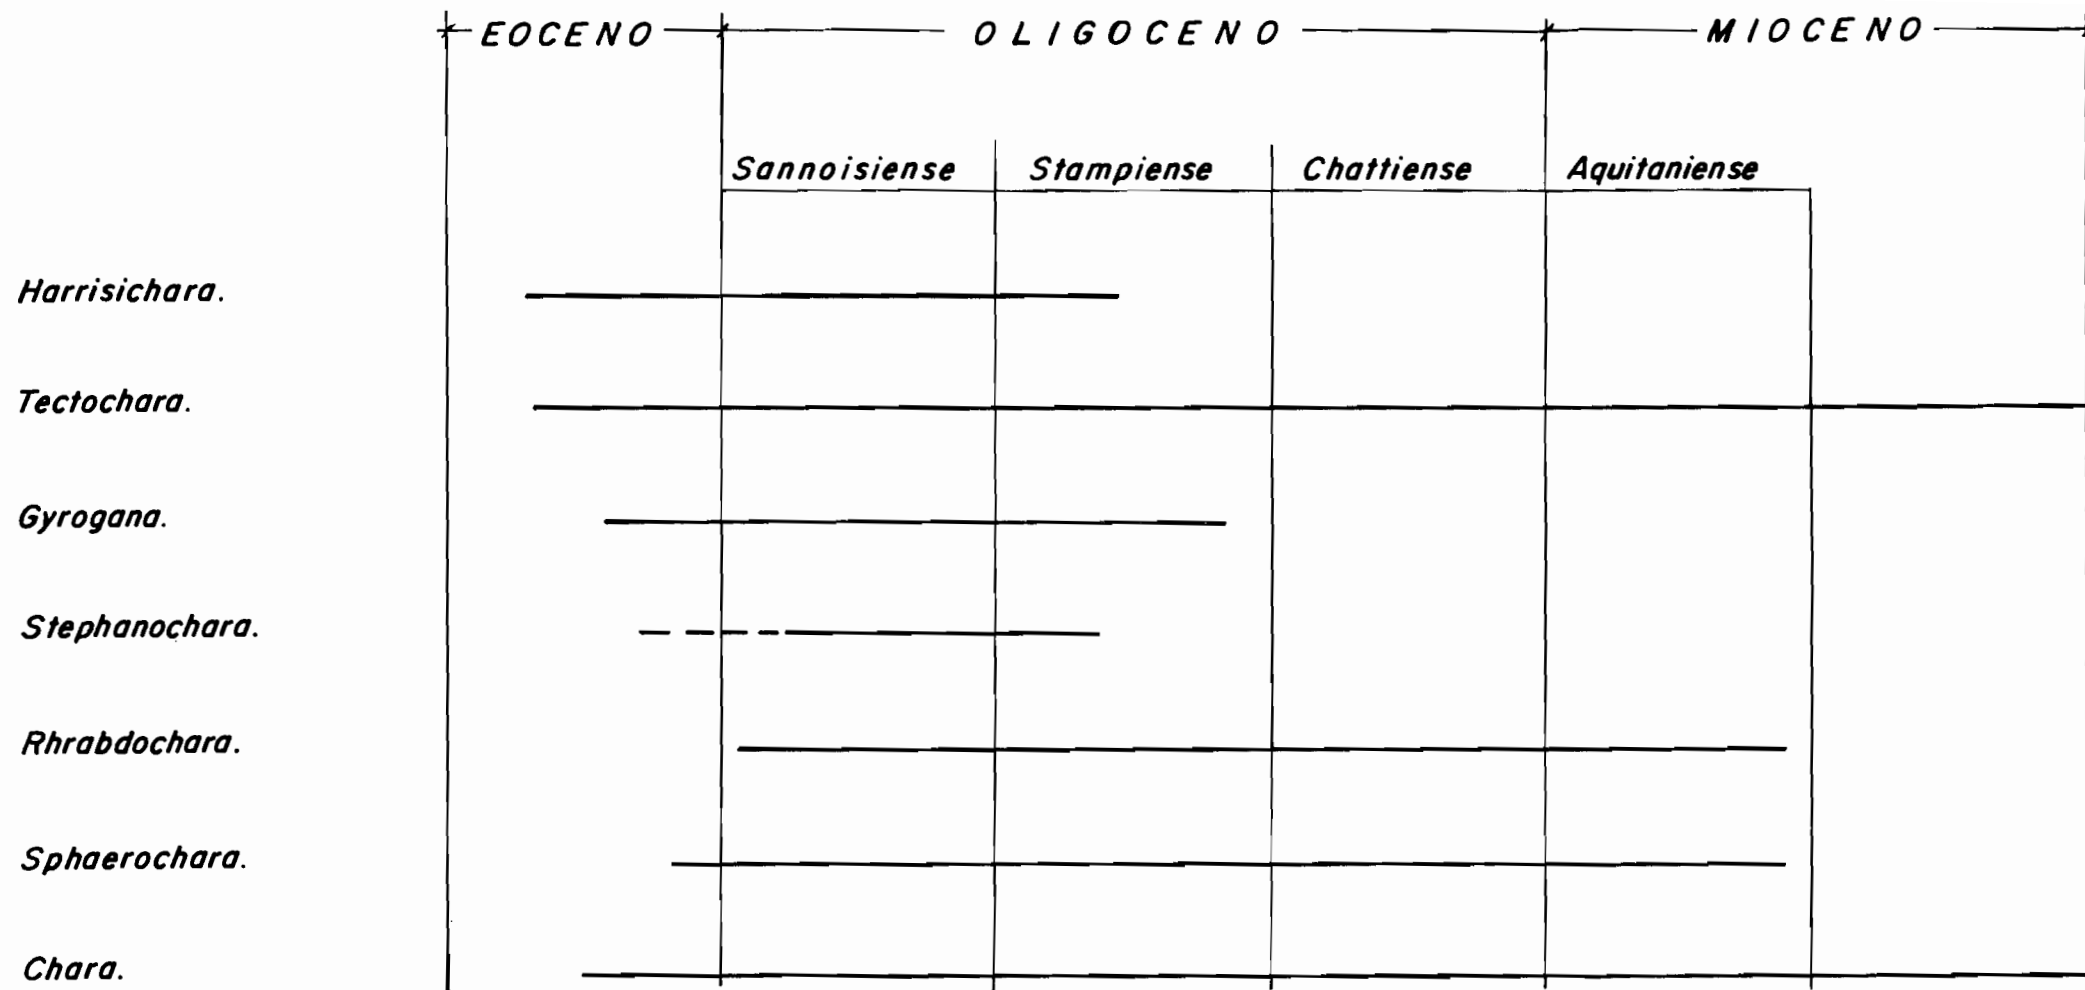 EOCENO OLIGOCENO MIOCENO
Sannoisiense Stampiense Chattiense Aquitaniense
Harrisichara.
Tectochara.
Gyrogana.
Stephanochara.
Rhrabdochara.
Sphaerochara.
Chara.